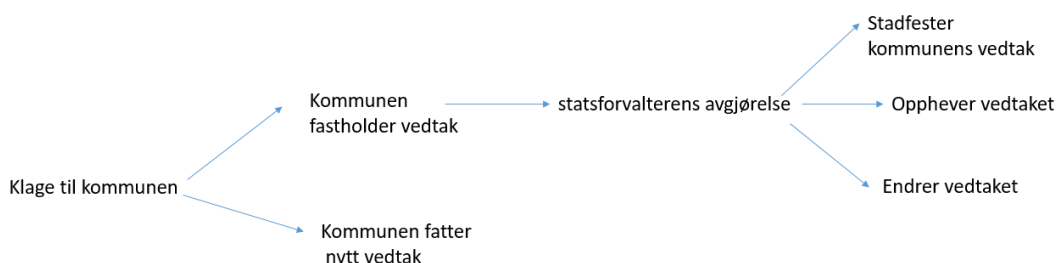 Klage til kommunen
Kommunen
fastholder vedtak
Kommunen fatter
nytt vedtak
statsforvalterens avgjørelse
Stadfester
kommunens vedtak
Opphever vedtaket
Endrer vedtaket